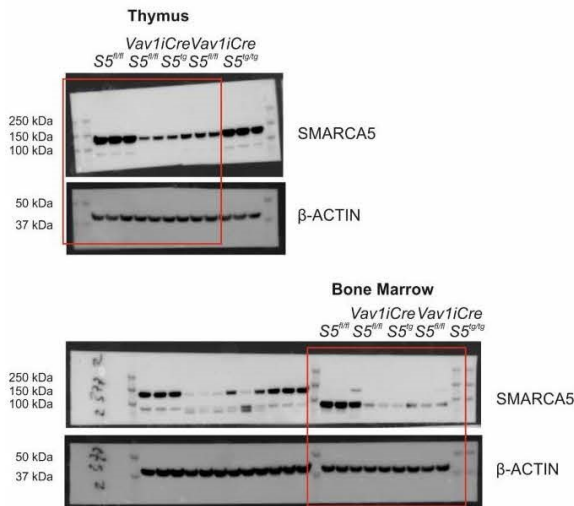 Thymus
Vav1iCreVav1iCre
S5fl/fl S5fl/fl S5tg S5fl/fl S5tg/tg
250 kDa
150 kDa
100 kDa
SMARCA5
50 kDa
37 kDa
β-ACTIN
Bone Marrow
Vav1iCre Vav1iCre
S5fl/fl S5fl/fl S5tg S5fl/fl S5tg/tg
250 kDa
150 kDa
100 kDa
SMARCA5
50 kDa
37 kDa
β-ACTIN